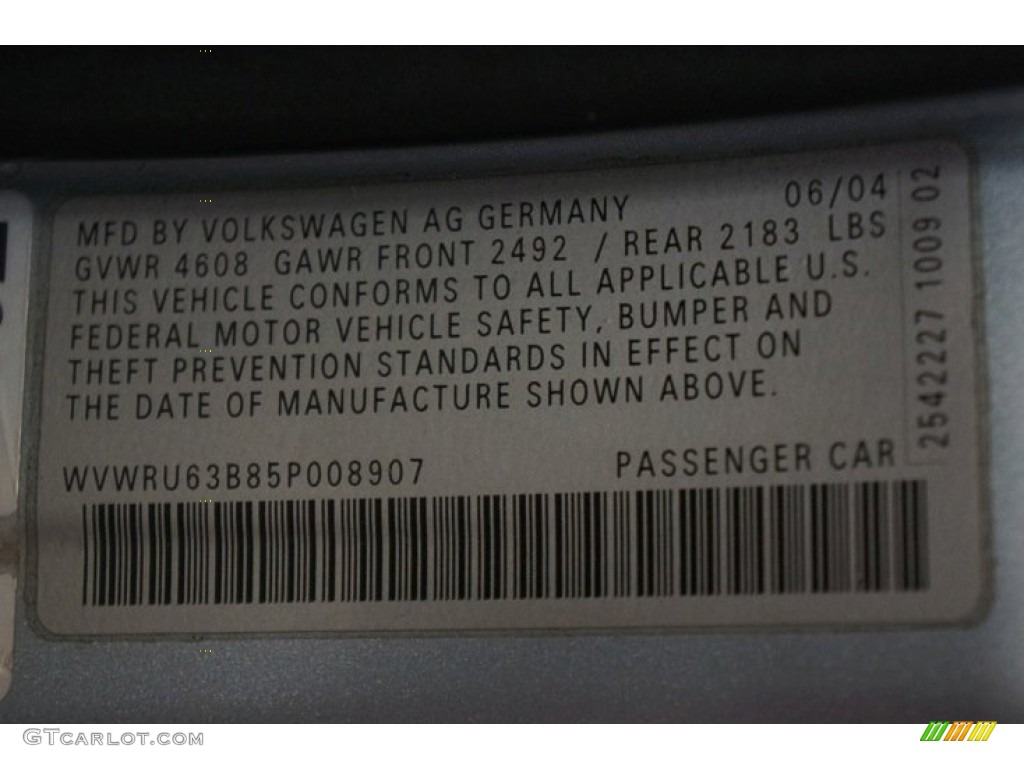 MFD BY VOLKSWAGEN AG GERMANY 06/04
GVWR 4608 GAWR FRONT 2492 / REAR 2183 LBS
THIS VEHICLE CONFORMS TO ALL APPLICABLE U.S.
FEDERAL MOTOR VEHICLE SAFETY, BUMPER AND
THEFT PREVENTION STANDARDS IN EFFECT ON
THE DATE OF MANUFACTURE SHOWN ABOVE.
WVWRU63B85P008907 PASSENGER CAR
2542227 1009 02
GTCARLOT.COM